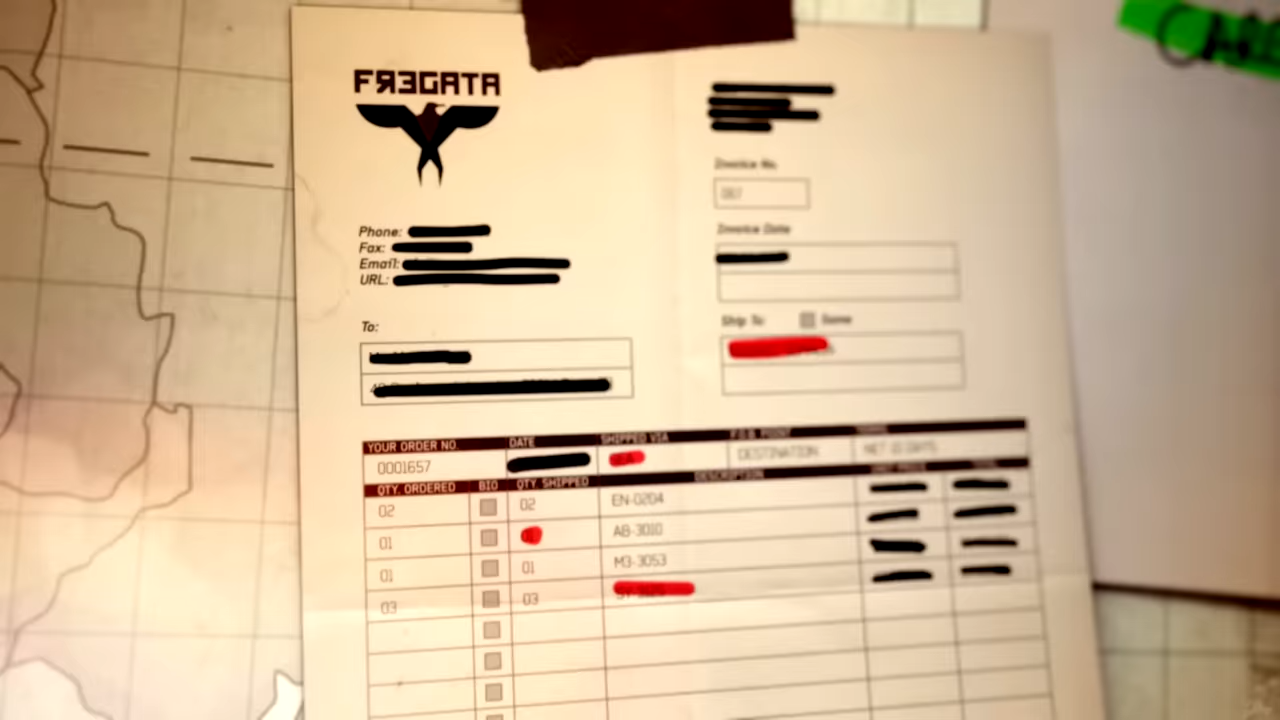 FRƎGATA
Phone:
Fax:
Email:
URL:
To:
Invoice No.
Invoice Date
Ship To Same
YOUR ORDER NO. DATE SHIPPED VIA F.O.B. POINT
0001657 DESTINATION
QTY. ORDERED BIO QTY. SHIPPED DESCRIPTION
02 02 EN-0204
01 AB-3010
01 01 M3-3053
03 03